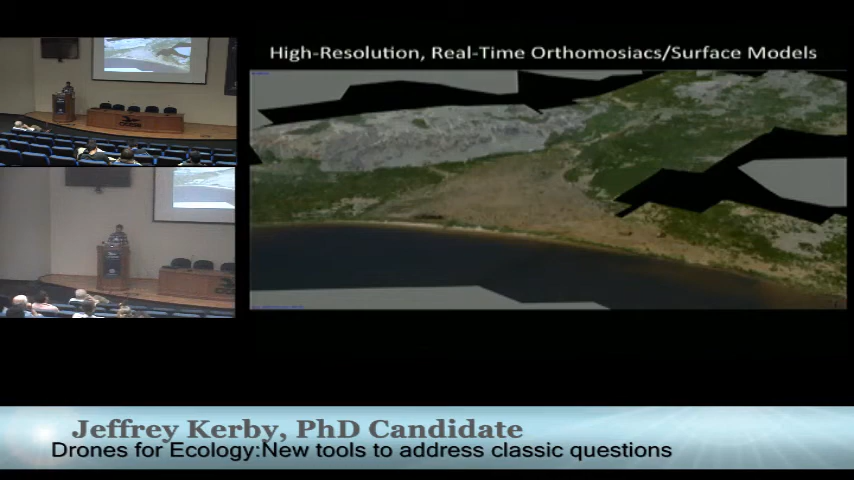 High-Resolution, Real-Time Orthomosiacs/Surface Models
Jeffrey Kerby, PhD Candidate
Drones for Ecology:New tools to address classic questions